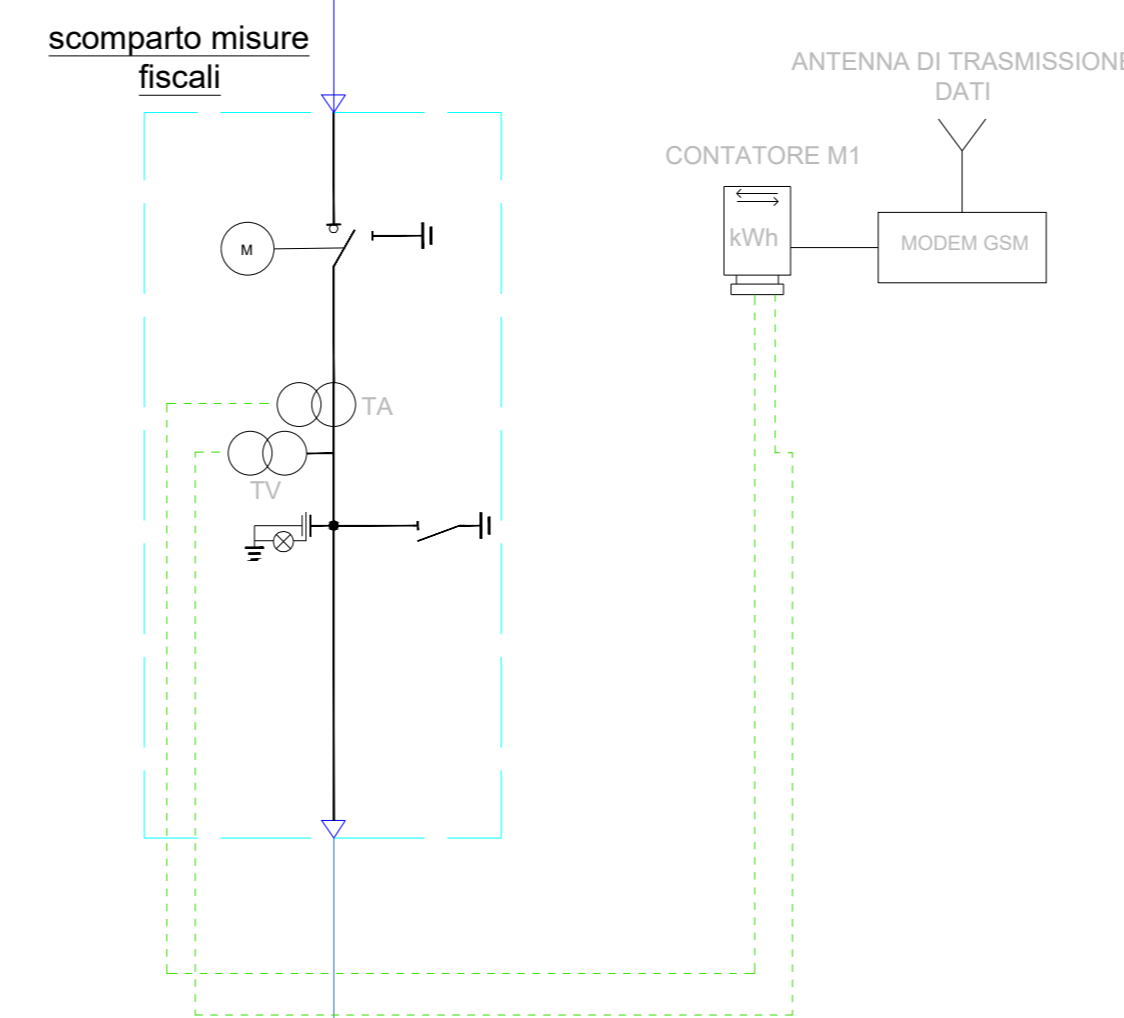 scomparto misure
fiscali
ANTENNA DI TRASMISSIONE
DATI
CONTATORE M1
kWh
MODEM GSM
M
TA
TV